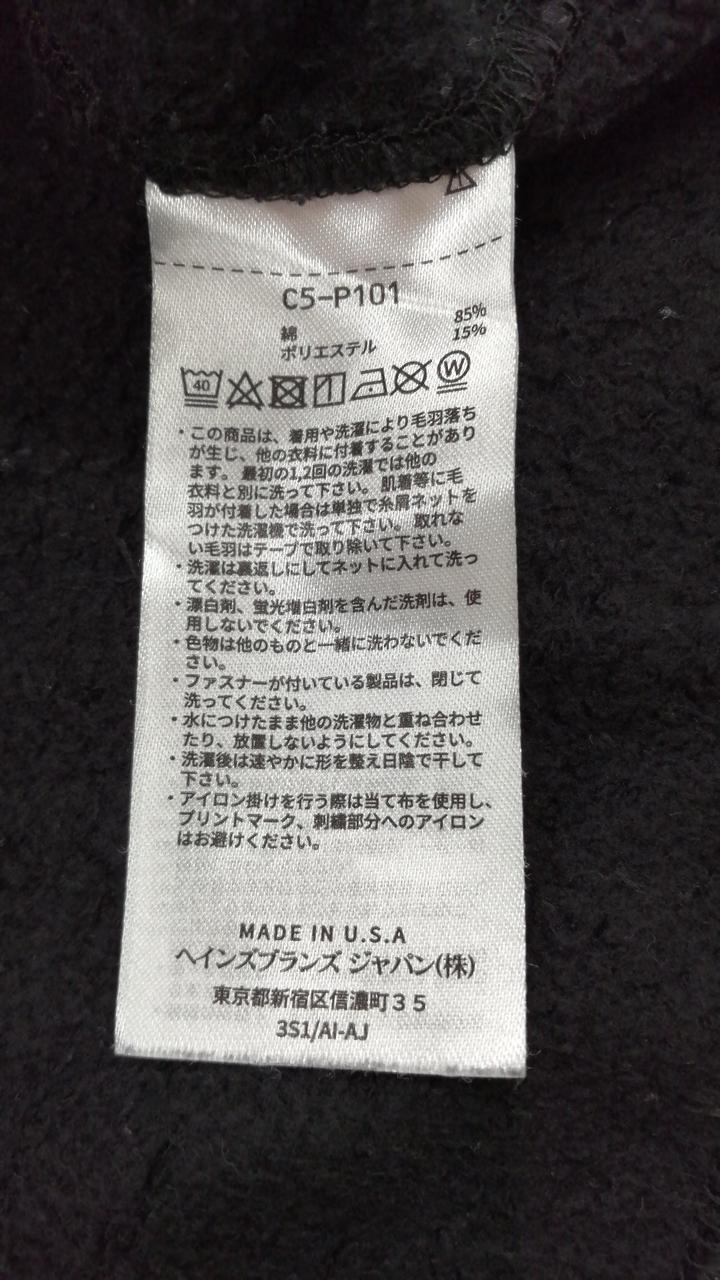 C5-P101
綿 85%
ポリエステル 15%
40 W
・この商品は、着用や洗濯により毛羽落ち
が生じ、他の衣料に付着することがあり
ます。 最初の1,2回の洗濯では他の
衣料と別に洗って下さい。 肌着等に毛
羽が付着した場合は単独で糸屑ネットを
つけた洗濯機で洗って下さい。 取れな
い毛羽はテープで取り除いて下さい。
・洗濯は裏返しにしてネットに入れて洗っ
てください。
・漂白剤、蛍光増白剤を含んだ洗剤は、使
用しないでください。
・色物は他のものと一緒に洗わないでくだ
さい。
・ファスナーが付いている製品は、閉じて
洗ってください。
・水につけたまま他の洗濯物と重ね合わせ
たり、放置しないようにしてください。
・洗濯後は速やかに形を整え日陰で干して
下さい。
・アイロン掛けを行う際は当て布を使用し、
プリントマーク、刺繍部分へのアイロン
はお避けください。
MADE IN U.S.A
ヘインズブランズ ジャパン(株)
東京都新宿区信濃町３５
3S1/AI-AJ